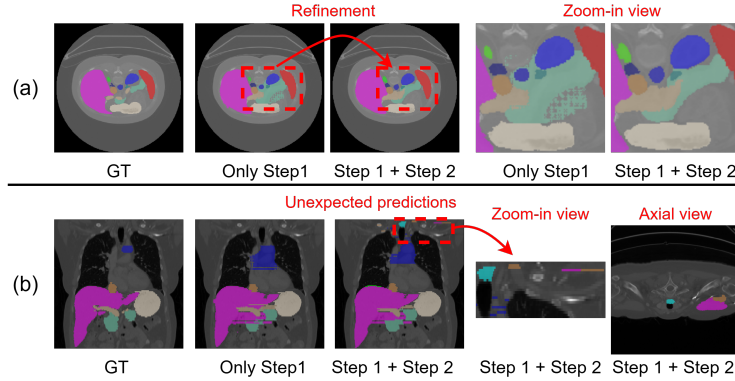 Refinement
Zoom-in view
(a)
GT
Only Step1
Step 1 + Step 2
Only Step1
Step 1 + Step 2
Unexpected predictions
Zoom-in view
Axial view
(b)
GT
Only Step1
Step 1 + Step 2
Step 1 + Step 2
Step 1 + Step 2